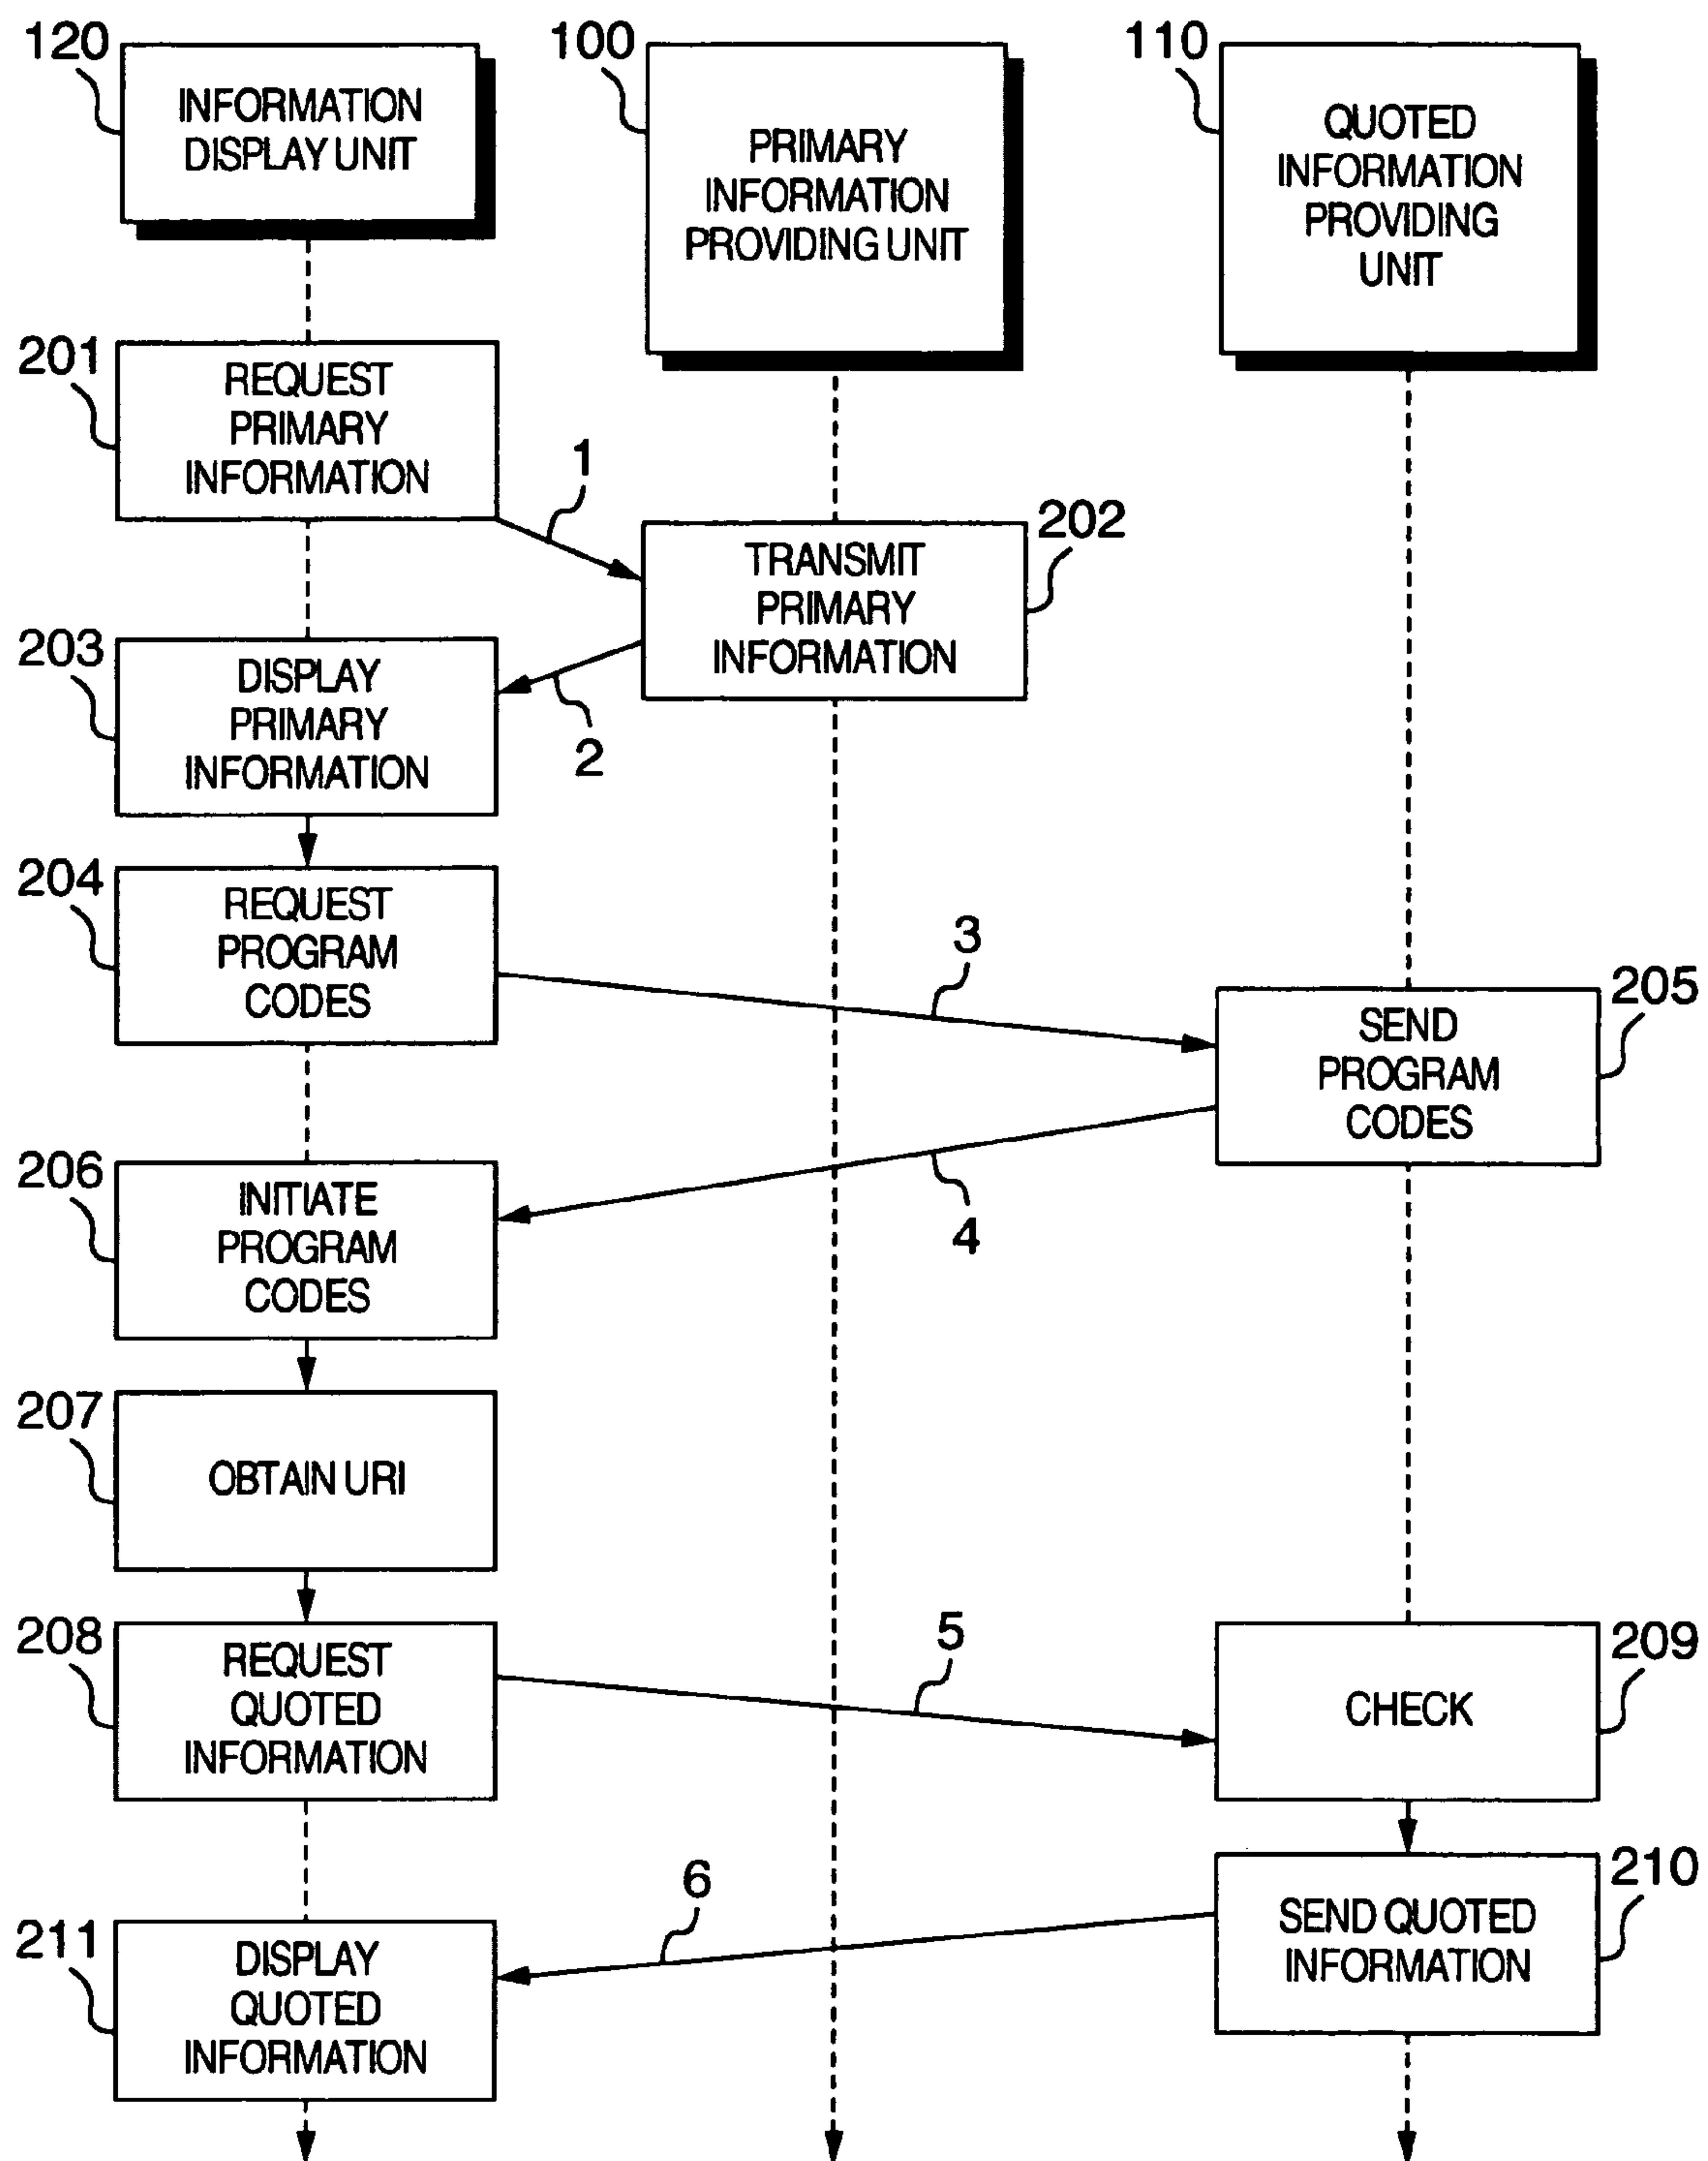 120
INFORMATION
DISPLAY UNIT
100
PRIMARY
INFORMATION
PROVIDING UNIT
110
QUOTED
INFORMATION
PROVIDING
UNIT
201
REQUEST
PRIMARY
INFORMATION
1
202
TRANSMIT
PRIMARY
INFORMATION
203
DISPLAY
PRIMARY
INFORMATION
2
204
REQUEST
PROGRAM
CODES
3
205
SEND
PROGRAM
CODES
206
INITIATE
PROGRAM
CODES
4
207
OBTAIN URI
208
REQUEST
QUOTED
INFORMATION
5
209
CHECK
6
210
SEND QUOTED
INFORMATION
211
DISPLAY
QUOTED
INFORMATION